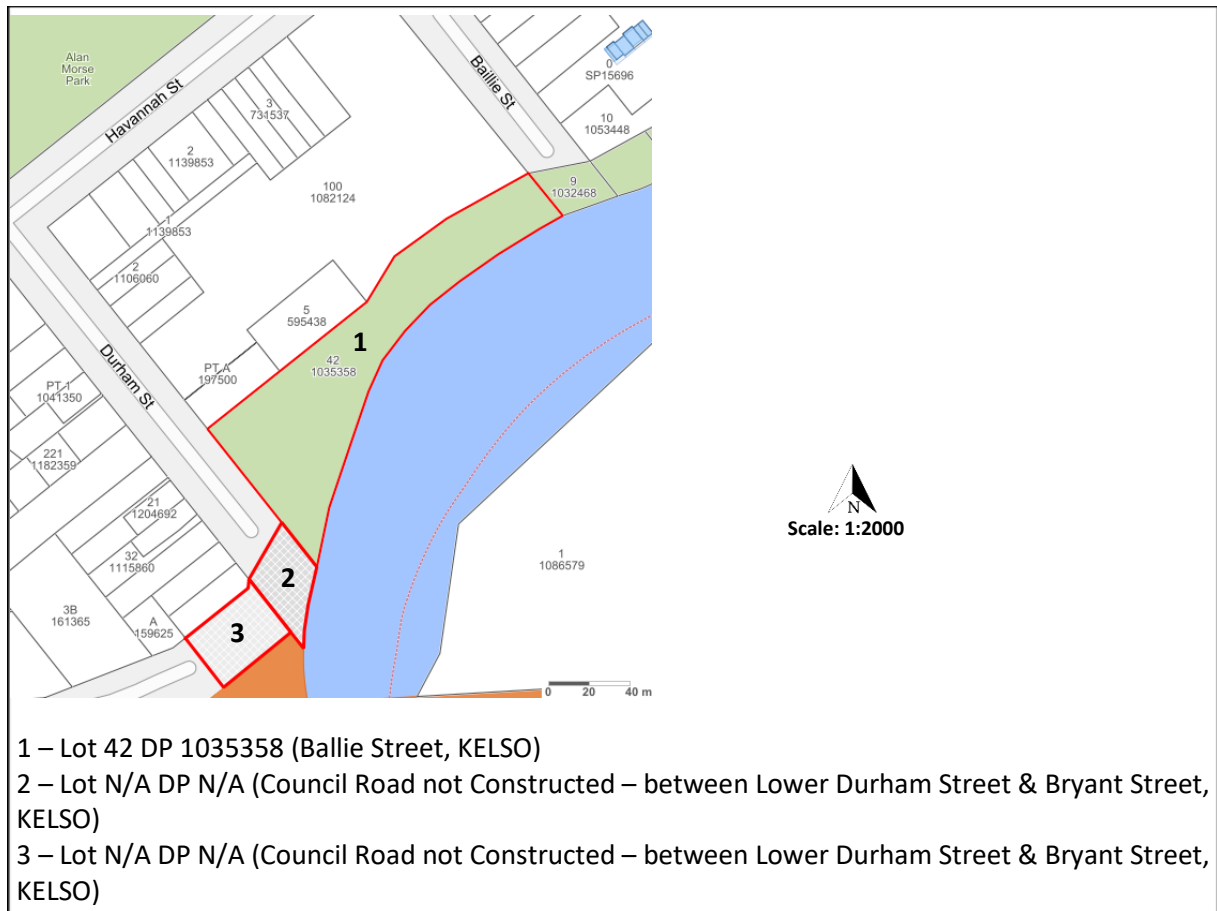 Alan
Morse
Park
Havannah St
Baillie St
0
SP15696
10
1053448
3
731537
2
1139853
100
1082124
9
1032468
1
1139853
2
1106060
5
595438
1
42
1035358
PT-A
197500
Durham St
PT-1
1041350
221
1182359
21
1204692
32
1115860
3B
161365
A
159625
2
3
1
1086579
N
Scale: 1:2000
0 20 40 m
1 – Lot 42 DP 1035358 (Ballie Street, KELSO)
2 – Lot N/A DP N/A (Council Road not Constructed – between Lower Durham Street & Bryant Street,
KELSO)
3 – Lot N/A DP N/A (Council Road not Constructed – between Lower Durham Street & Bryant Street,
KELSO)